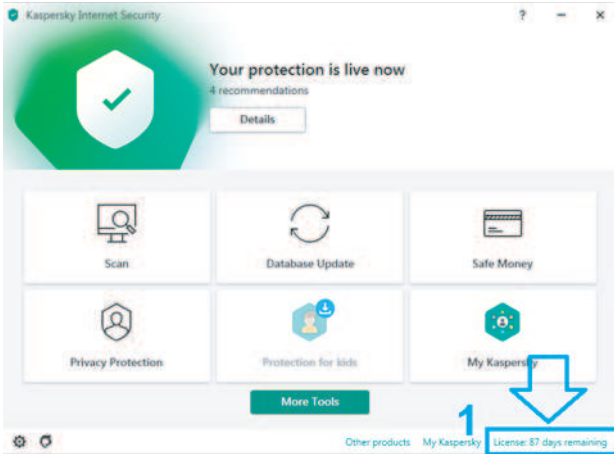 Kaspersky Internet Security ? – ×
Your protection is live now
4 recommendations
Details
Scan
Database Update
Safe Money
Privacy Protection
Protection for kids
My Kaspersky
More Tools
1
Other products My Kaspersky License: 87 days remaining